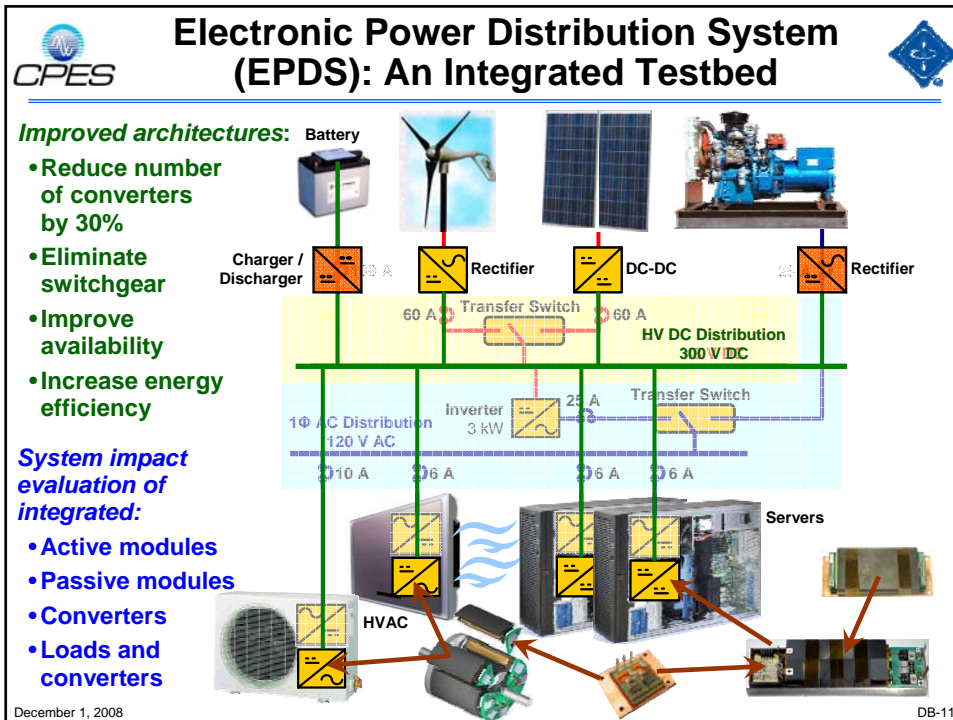 CPES
Electronic Power Distribution System
(EPDS): An Integrated Testbed
Improved architectures:
•Reduce number
of converters
by 30%
•Eliminate
switchgear
•Improve
availability
•Increase energy
efficiency
System impact
evaluation of
integrated:
•Active modules
•Passive modules
•Converters
•Loads and
converters
Battery
Charger /
Discharger
Rectifier
DC-DC
Rectifier
60 A
Transfer Switch
60 A
HV DC Distribution
300 V DC
Inverter
3 kW
25 A
Transfer Switch
1Φ AC Distribution
120 V AC
10 A
6 A
6 A
6 A
Servers
HVAC
December 1, 2008
DB-11